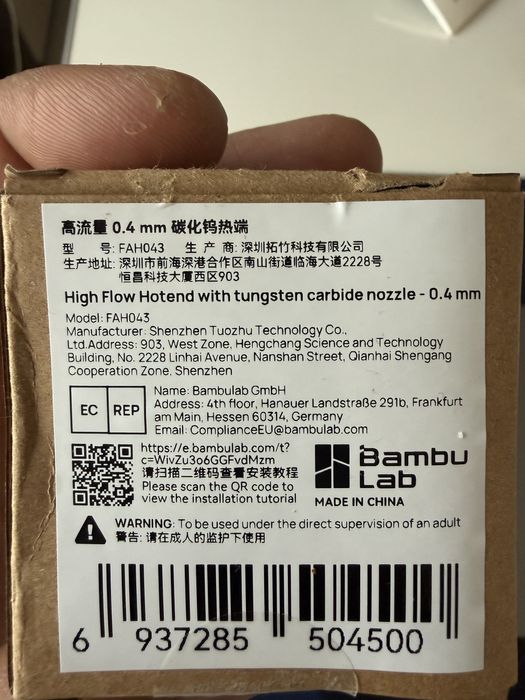 高流量 0.4 mm 碳化钨热端
型 号: FAH043 生 产 商: 深圳拓竹科技有限公司
生产地址: 深圳市前海深港合作区南山街道临海大道2228号
恒昌科技大厦西区903
High Flow Hotend with tungsten carbide nozzle - 0.4 mm
Model: FAH043
Manufacturer: Shenzhen Tuozhu Technology Co.,
Ltd.Address: 903, West Zone, Hengchang Science and Technology
Building, No. 2228 Linhai Avenue, Nanshan Street, Qianhai Shengang
Cooperation Zone, Shenzhen
EC REP
Name: Bambulab GmbH
Address: 4th floor, Hanauer Landstraße 291b, Frankfurt
am Main, Hessen 60314, Germany
Email: ComplianceEU@bambulab.com
https://e.bambulab.com/t?
c=WivZu3o6GGFvdMzm
请扫描二维码查看安装教程
Please scan the QR code to
view the installation tutorial
Bambu
Lab
MADE IN CHINA
WARNING: To be used under the direct supervision of an adult
警告: 请在成人的监护下使用
6 937285 504500